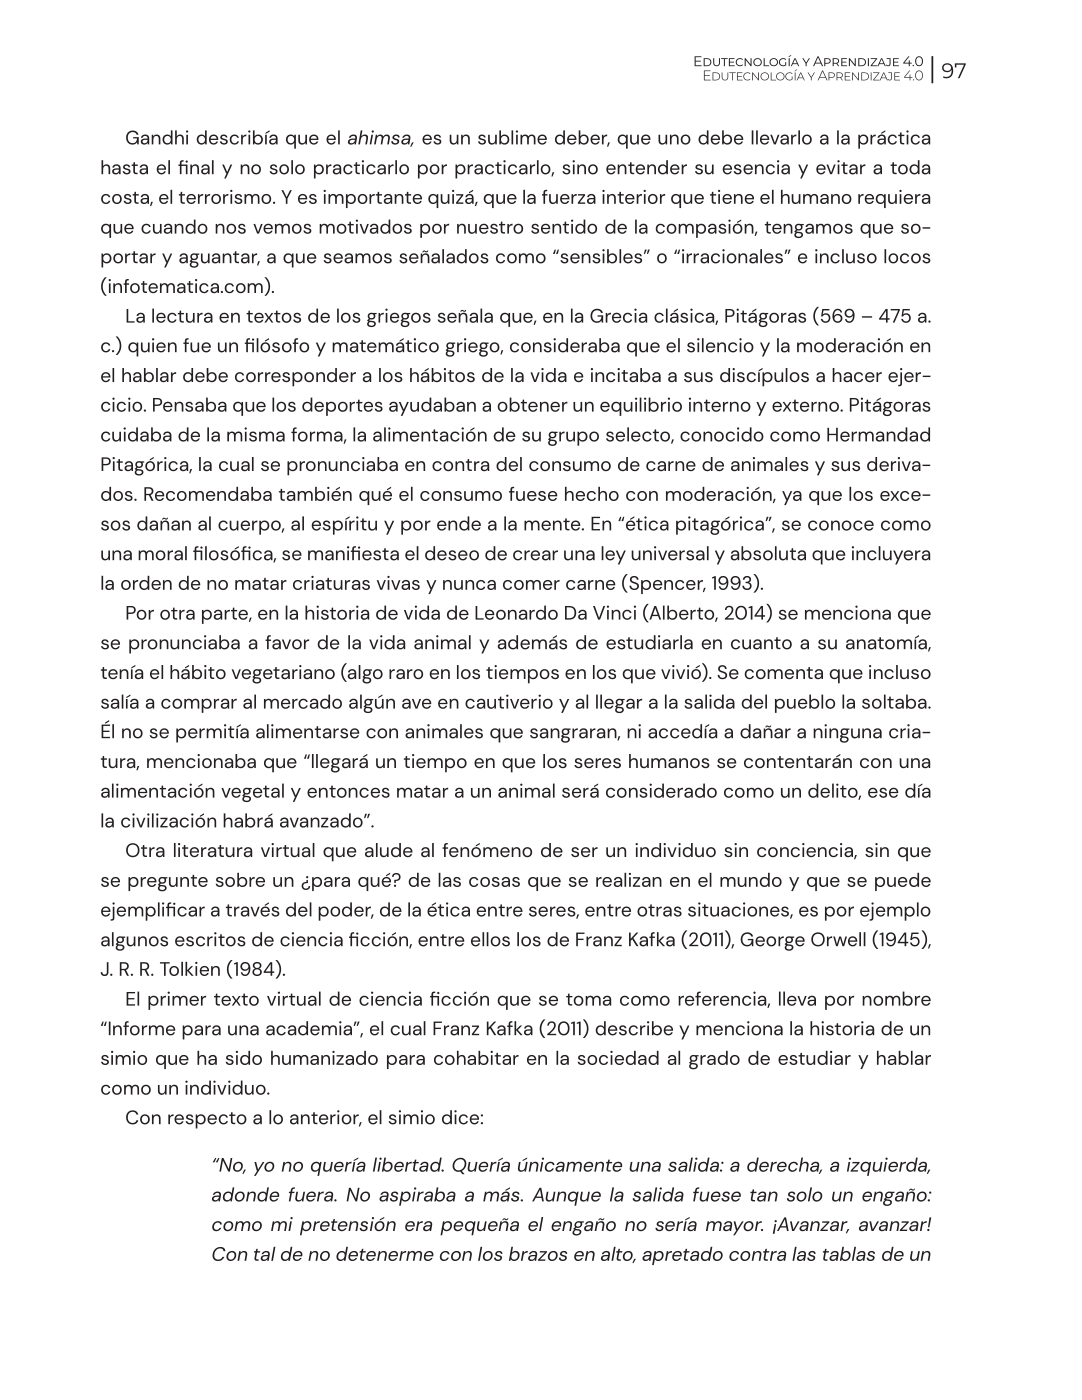 Edutecnología y Aprendizaje 4.0
Edutecnología y Aprendizaje 4.0
97
Gandhi describía que el ahimsa, es un sublime deber, que uno debe llevarlo a la práctica
hasta el final y no solo practicarlo por practicarlo, sino entender su esencia y evitar a toda
costa, el terrorismo. Y es importante quizá, que la fuerza interior que tiene el humano requiera
que cuando nos vemos motivados por nuestro sentido de la compasión, tengamos que so-
portar y aguantar, a que seamos señalados como “sensibles” o “irracionales” e incluso locos
(infotematica.com).
La lectura en textos de los griegos señala que, en la Grecia clásica, Pitágoras (569 – 475 a.
c.) quien fue un filósofo y matemático griego, consideraba que el silencio y la moderación en
el hablar debe corresponder a los hábitos de la vida e incitaba a sus discípulos a hacer ejer-
cicio. Pensaba que los deportes ayudaban a obtener un equilibrio interno y externo. Pitágoras
cuidaba de la misma forma, la alimentación de su grupo selecto, conocido como Hermandad
Pitagórica, la cual se pronunciaba en contra del consumo de carne de animales y sus deriva-
dos. Recomendaba también qué el consumo fuese hecho con moderación, ya que los exce-
sos dañan al cuerpo, al espíritu y por ende a la mente. En “ética pitagórica”, se conoce como
una moral filosófica, se manifiesta el deseo de crear una ley universal y absoluta que incluyera
la orden de no matar criaturas vivas y nunca comer carne (Spencer, 1993).
Por otra parte, en la historia de vida de Leonardo Da Vinci (Alberto, 2014) se menciona que
se pronunciaba a favor de la vida animal y además de estudiarla en cuanto a su anatomía,
tenía el hábito vegetariano (algo raro en los tiempos en los que vivió). Se comenta que incluso
salía a comprar al mercado algún ave en cautiverio y al llegar a la salida del pueblo la soltaba.
Él no se permitía alimentarse con animales que sangraran, ni accedía a dañar a ninguna cria-
tura, mencionaba que “llegará un tiempo en que los seres humanos se contentarán con una
alimentación vegetal y entonces matar a un animal será considerado como un delito, ese día
la civilización habrá avanzado”.
Otra literatura virtual que alude al fenómeno de ser un individuo sin conciencia, sin que
se pregunte sobre un ¿para qué? de las cosas que se realizan en el mundo y que se puede
ejemplificar a través del poder, de la ética entre seres, entre otras situaciones, es por ejemplo
algunos escritos de ciencia ficción, entre ellos los de Franz Kafka (2011), George Orwell (1945),
J. R. R. Tolkien (1984).
El primer texto virtual de ciencia ficción que se toma como referencia, lleva por nombre
“Informe para una academia”, el cual Franz Kafka (2011) describe y menciona la historia de un
simio que ha sido humanizado para cohabitar en la sociedad al grado de estudiar y hablar
como un individuo.
Con respecto a lo anterior, el simio dice:
“No, yo no quería libertad. Quería únicamente una salida: a derecha, a izquierda,
adonde fuera. No aspiraba a más. Aunque la salida fuese tan solo un engaño:
como mi pretensión era pequeña el engaño no sería mayor. ¡Avanzar, avanzar!
Con tal de no detenerme con los brazos en alto, apretado contra las tablas de un